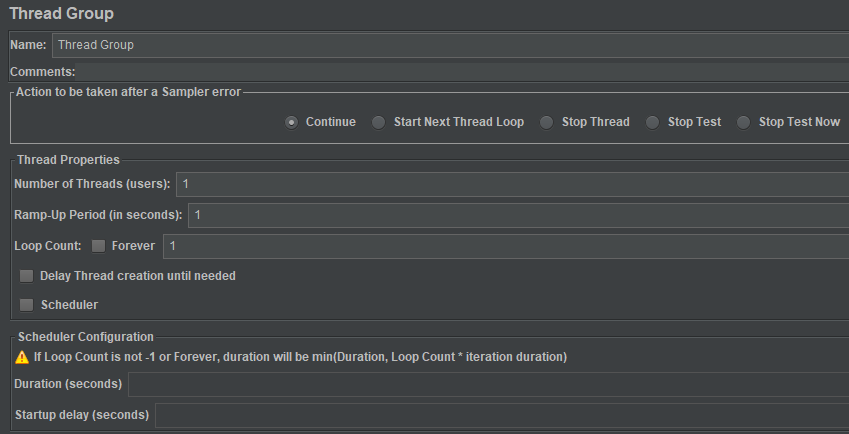 Thread Group
Name: Thread Group
Comments:
Action to be taken after a Sampler error
Continue Start Next Thread Loop Stop Thread Stop Test Stop Test Now
Thread Properties
Number of Threads (users): 1
Ramp-Up Period (in seconds): 1
Loop Count: Forever 1
Delay Thread creation until needed
Scheduler
Scheduler Configuration
If Loop Count is not -1 or Forever, duration will be min(Duration, Loop Count * iteration duration)
Duration (seconds)
Startup delay (seconds)